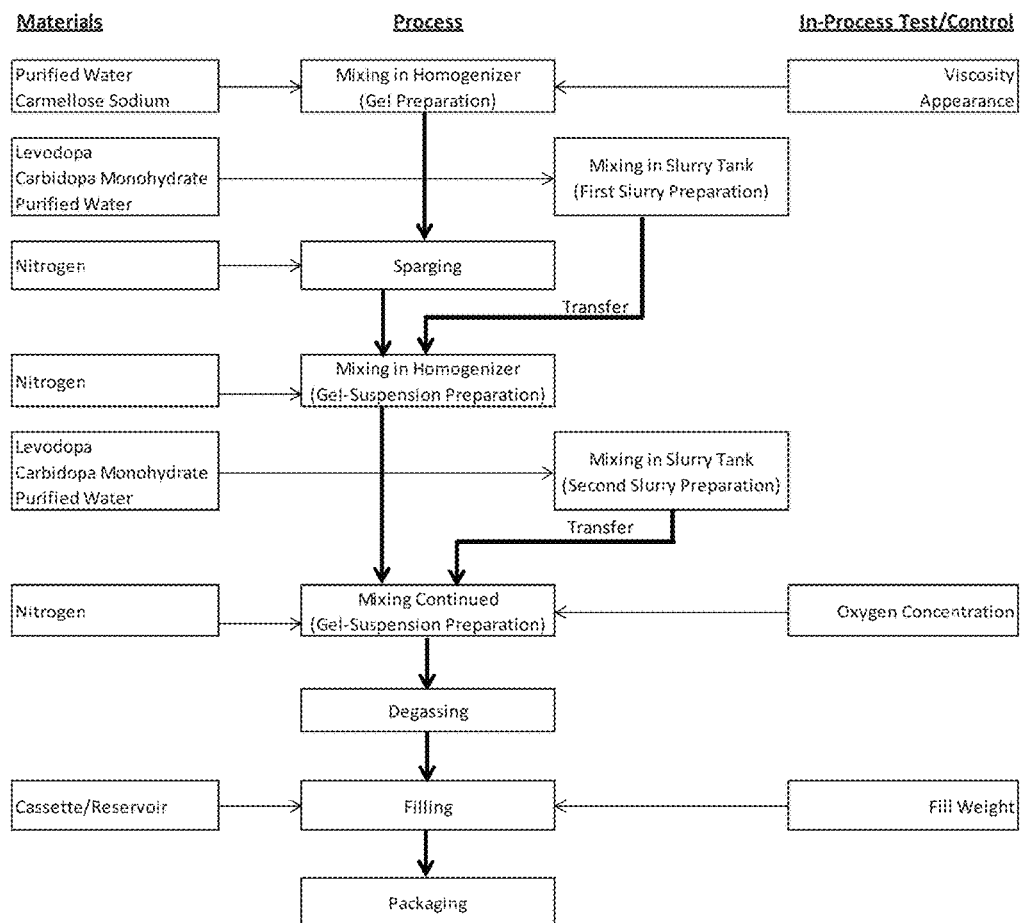 Materials
Process
In-Process Test/Control
Purified Water
Carmellose Sodium
Mixing in Homogenizer
(Gel Preparation)
Viscosity
Appearance
Levodopa
Carbidopa Monohydrate
Purified Water
Mixing in Slurry Tank
(First Slurry Preparation)
Nitrogen
Sparging
Transfer
Nitrogen
Mixing in Homogenizer
(Gel-Suspension Preparation)
Levodopa
Carbidopa Monohydrate
Purified Water
Mixing in Slurry Tank
(Second Slurry Preparation)
Transfer
Nitrogen
Mixing Continued
(Gel-Suspension Preparation)
Oxygen Concentration
Degassing
Cassette/Reservoir
Filling
Fill Weight
Packaging